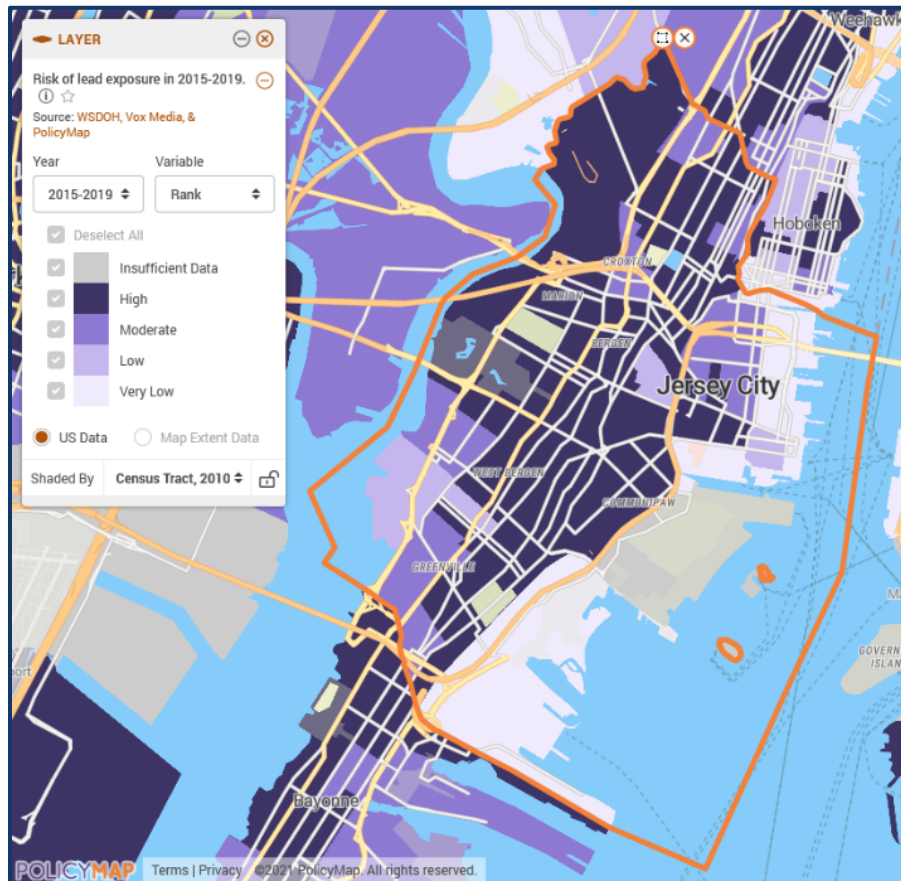 LAYER
Risk of lead exposure in 2015-2019.
Source: WSDOH, Vox Media, &
PolicyMap
Year Variable
2015-2019 Rank
Deselect All
Insufficient Data
High
Moderate
Low
Very Low
US Data Map Extent Data
Shaded By Census Tract, 2010
Weehawk
Hoboken
CROXTON
MARION
BERGEN
Jersey City
WEST BERGEN
COMMUNIPAW
GREENVILLE
GOVERN
ISLAN
port
Bayonne
POLICYMAP Terms | Privacy ©2021 PolicyMap. All rights reserved.